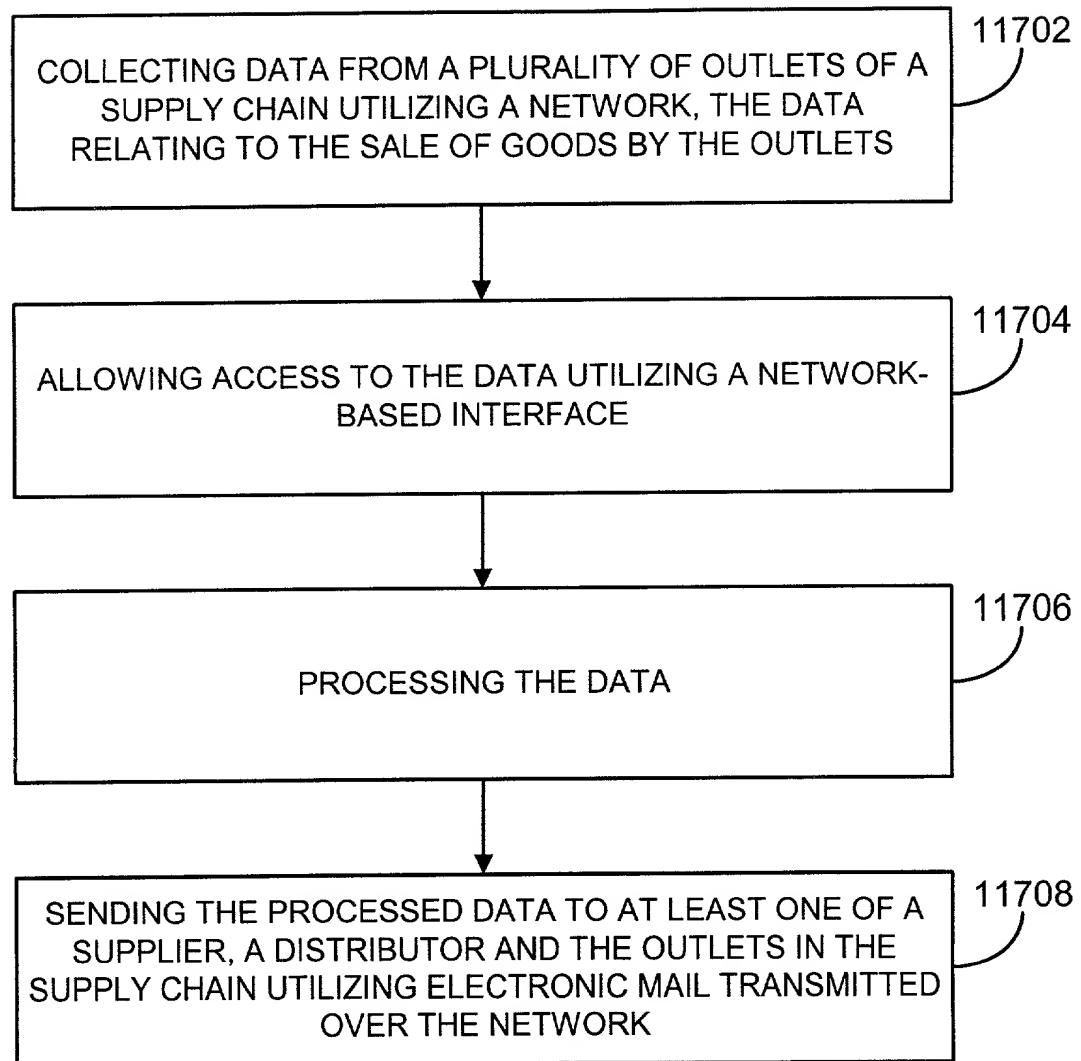 11702
COLLECTING DATA FROM A PLURALITY OF OUTLETS OF A
SUPPLY CHAIN UTILIZING A NETWORK, THE DATA
RELATING TO THE SALE OF GOODS BY THE OUTLETS
11704
ALLOWING ACCESS TO THE DATA UTILIZING A NETWORK-
BASED INTERFACE
11706
PROCESSING THE DATA
11708
SENDING THE PROCESSED DATA TO AT LEAST ONE OF A
SUPPLIER, A DISTRIBUTOR AND THE OUTLETS IN THE
SUPPLY CHAIN UTILIZING ELECTRONIC MAIL TRANSMITTED
OVER THE NETWORK